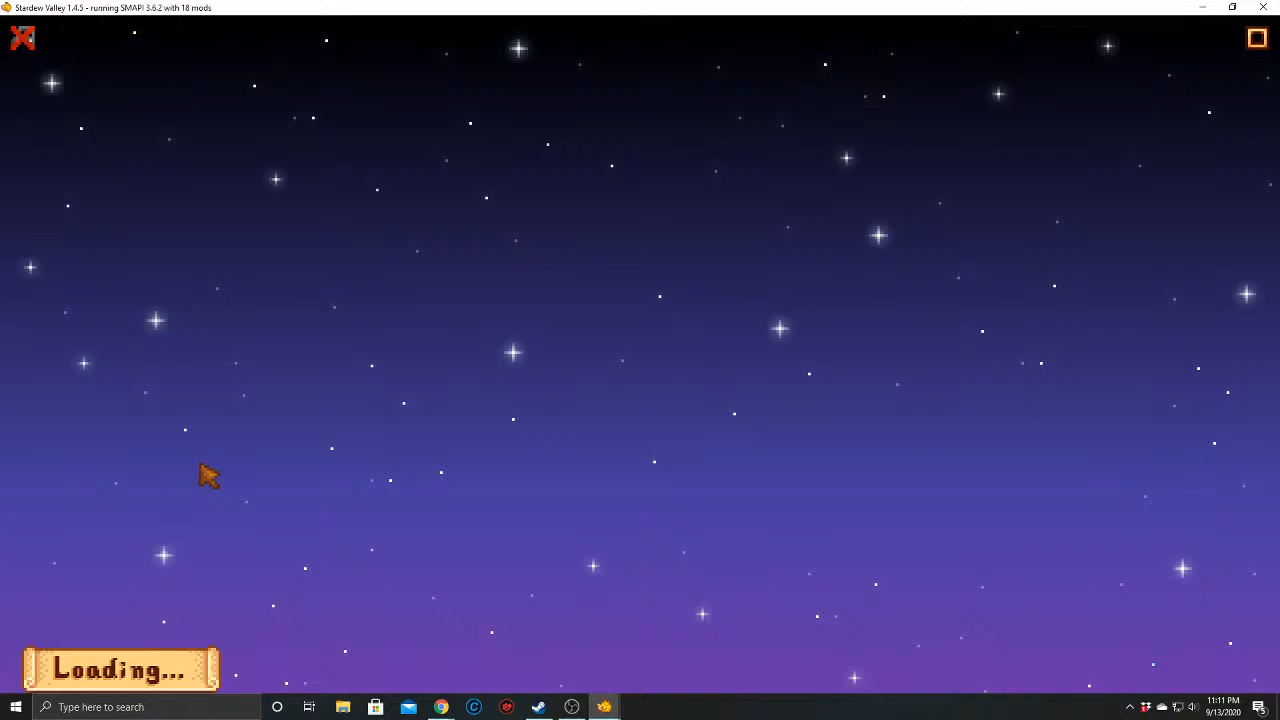 Stardew Valley 1.4.5 - running SMAPI 3.6.2 with 18 mods
Loading...
Type here to search
11:11 PM
9/13/2020